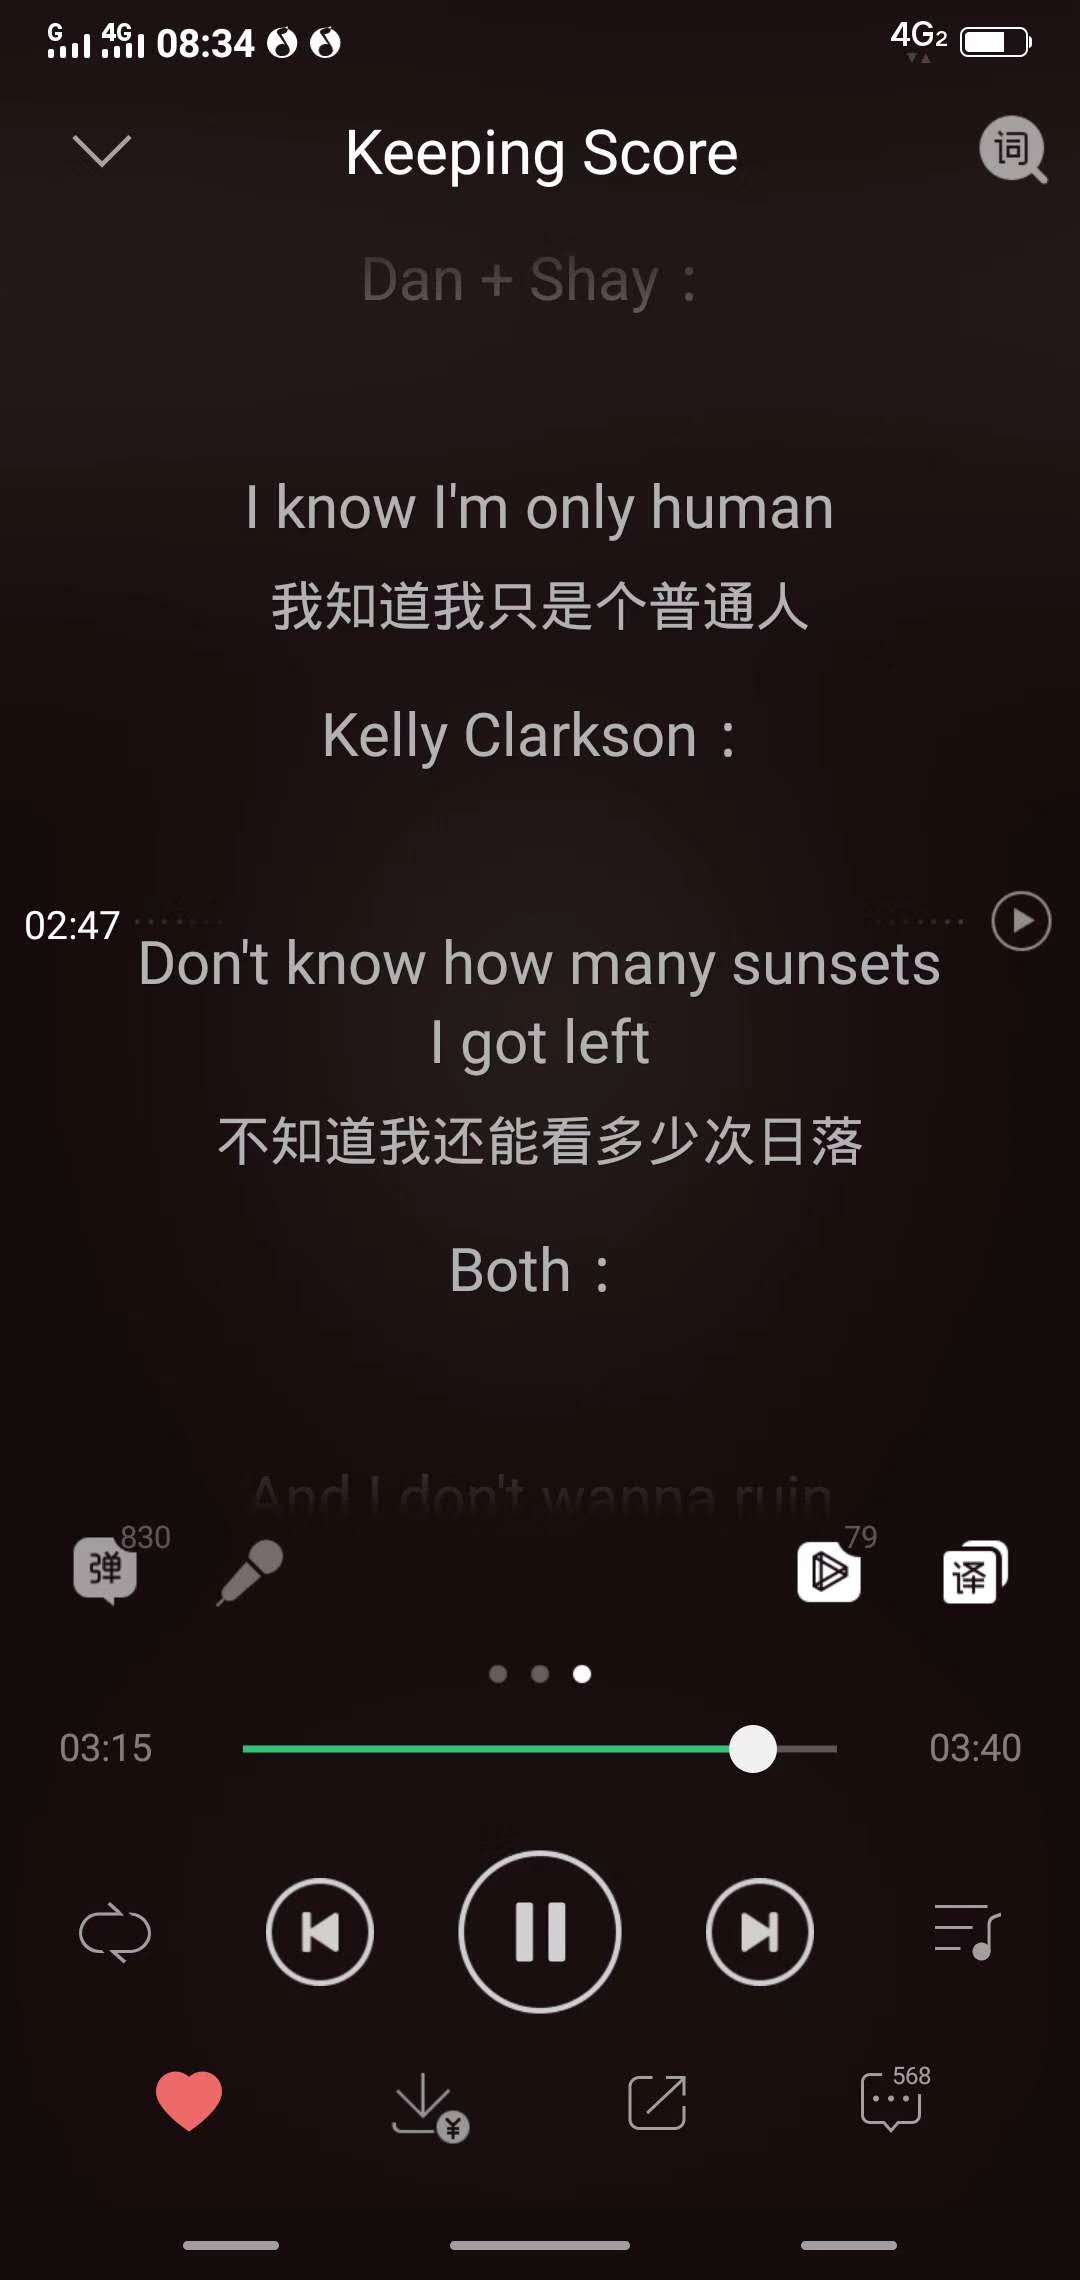 G 4G 08:34 4G2
Keeping Score
词
Dan + Shay：
I know I'm only human
我知道我只是个普通人
Kelly Clarkson：
02:47
Don't know how many sunsets
I got left
不知道我还能看多少次日落
Both：
And I don't wanna ruin
弹 830
79
译
03:15
03:40
¥
568